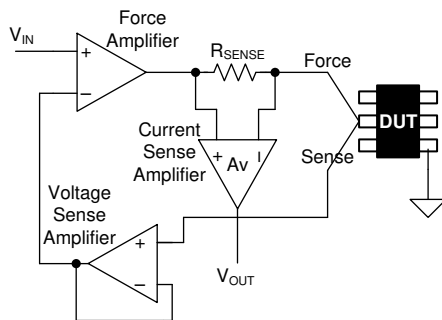 Force
Amplifier
V_IN
+
−
R_SENSE
Force
DUT
Current
Sense
Amplifier
+
Av
−
Sense
Voltage
Sense
Amplifier
+
−
V_OUT